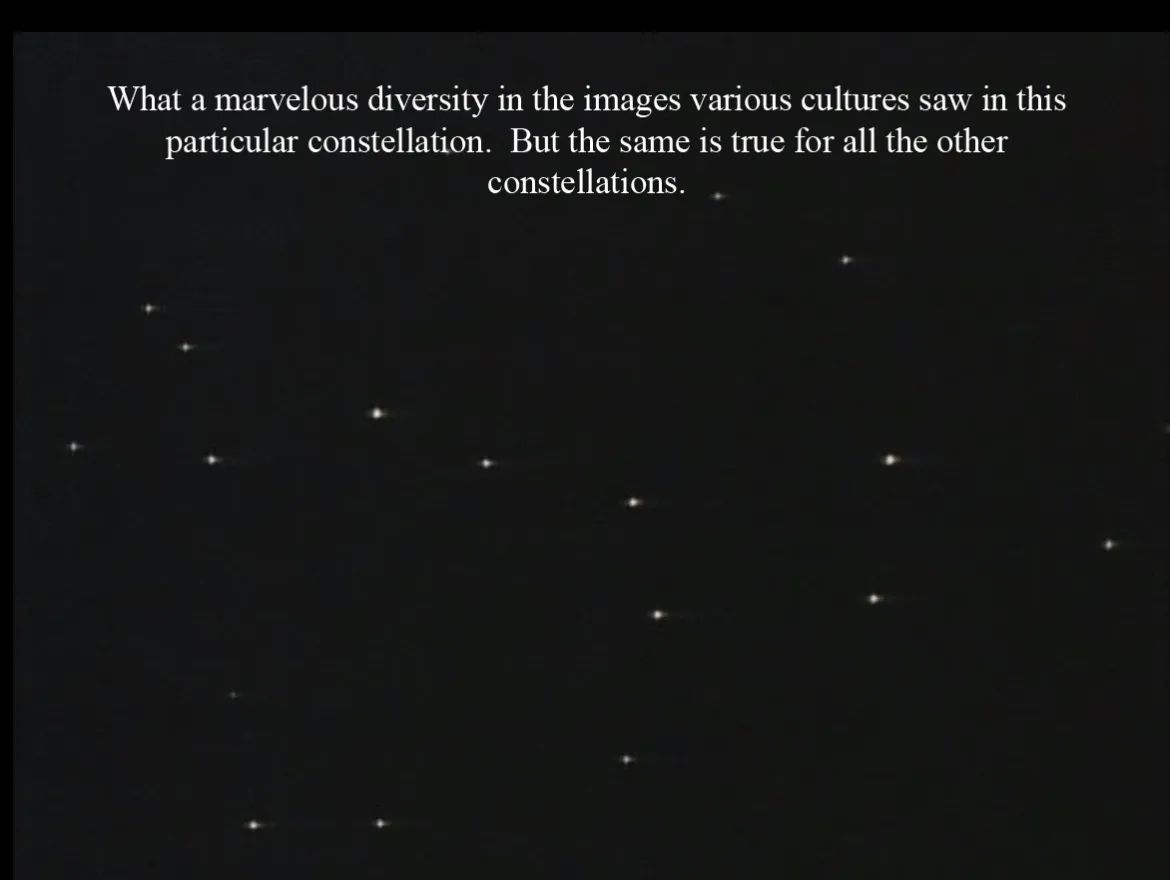 What a marvelous diversity in the images various cultures saw in this
particular constellation.  But the same is true for all the other
constellations.